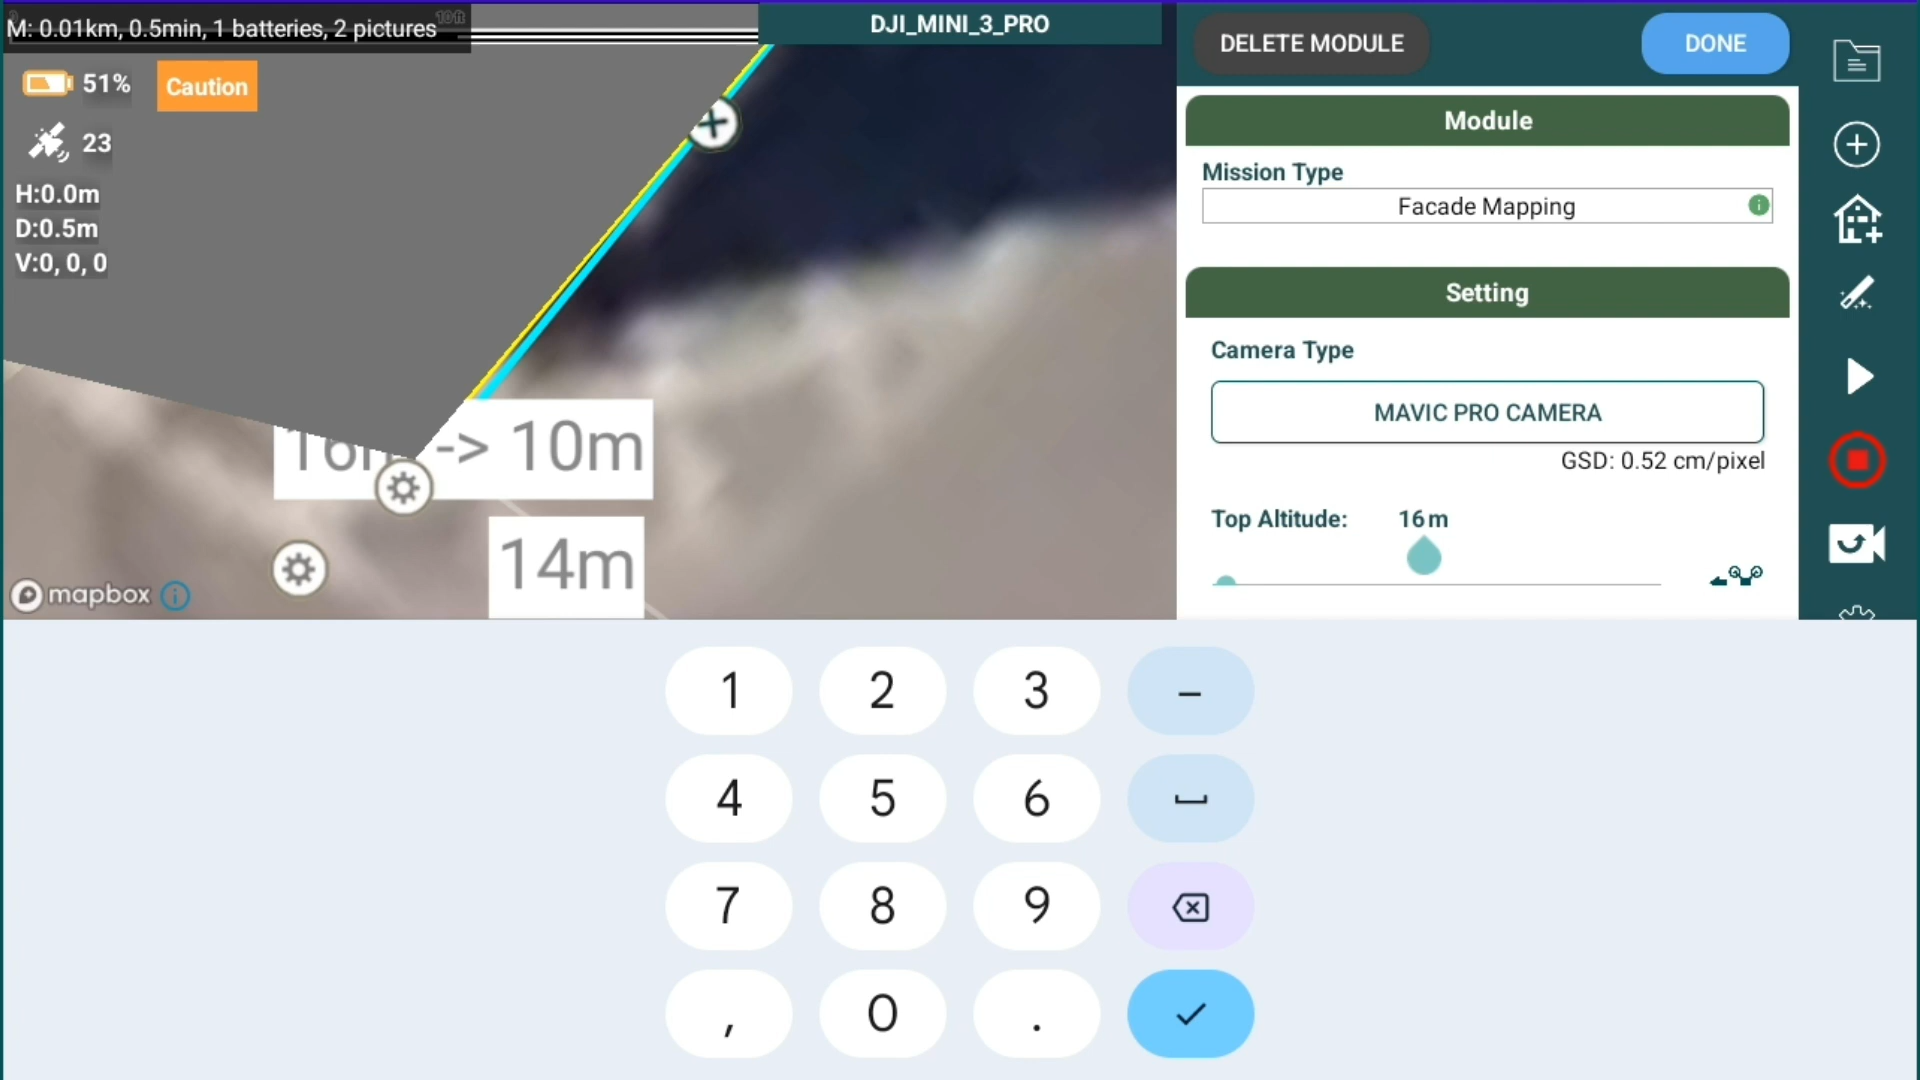 M: 0.01km, 0.5min, 1 batteries, 2 pictures
10ft
DJI_MINI_3_PRO
DELETE MODULE
DONE
51%
Caution
23
H:0.0m
D:0.5m
V:0, 0, 0
16m -> 10m
14m
mapbox
Module
Mission Type
Facade Mapping
Setting
Camera Type
MAVIC PRO CAMERA
GSD: 0.52 cm/pixel
Top Altitude: 16m
1 2 3 –
4 5 6
7 8 9
, 0 .